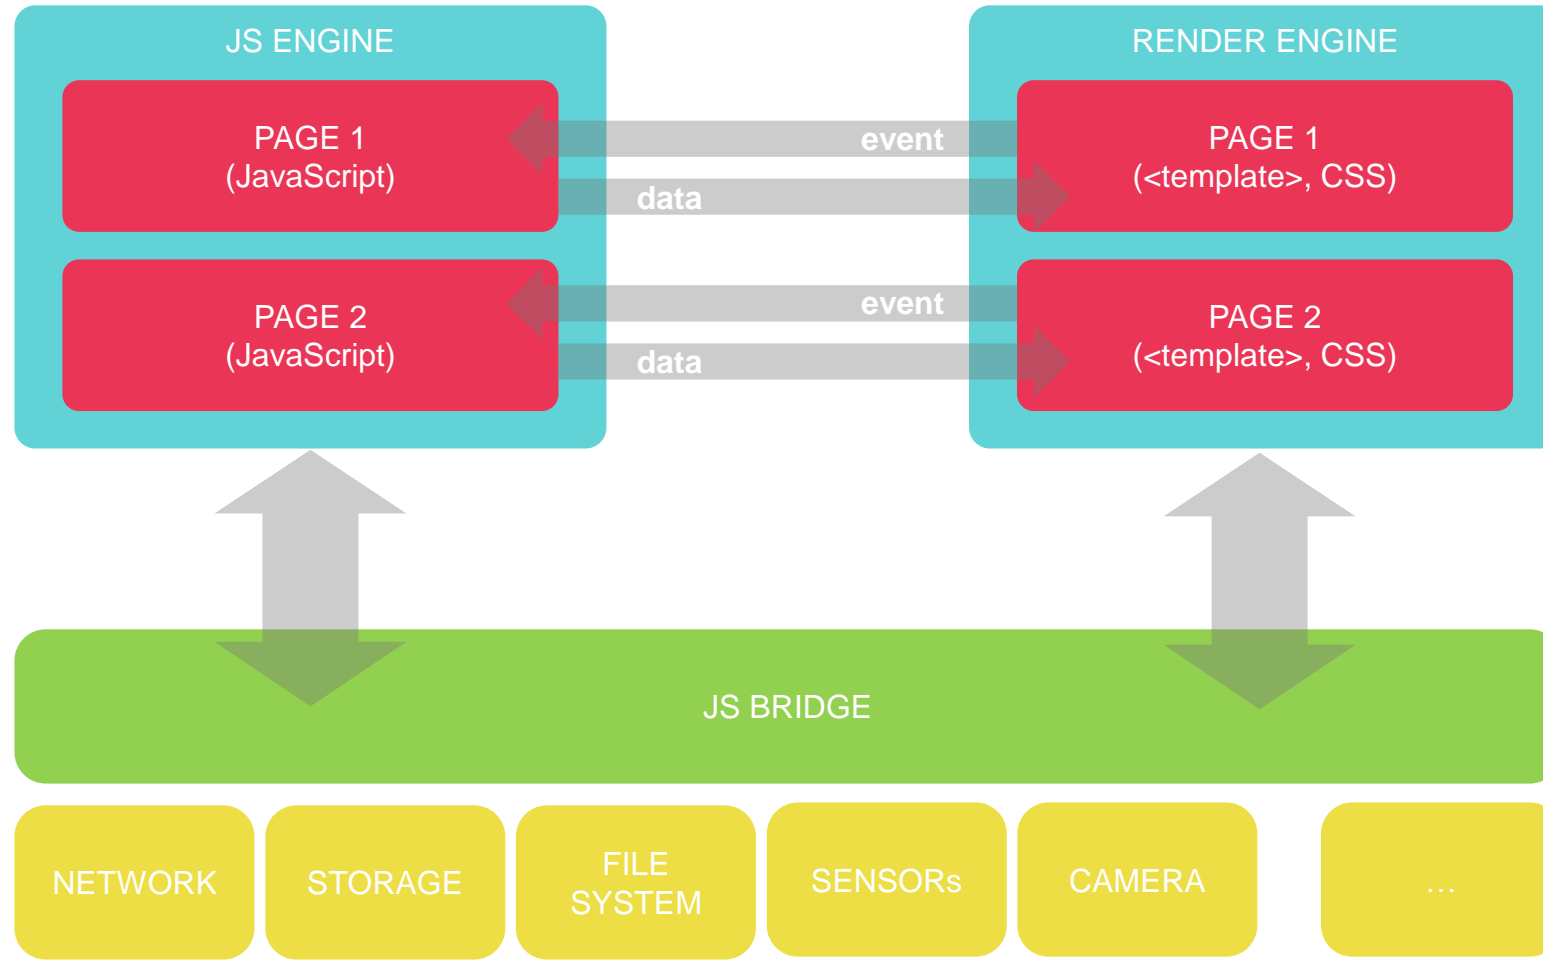 JS ENGINE
PAGE 1
(JavaScript)
PAGE 2
(JavaScript)
event
data
event
data
RENDER ENGINE
PAGE 1
(<template>, CSS)
PAGE 2
(<template>, CSS)
JS BRIDGE
NETWORK
STORAGE
FILE
SYSTEM
SENSORs
CAMERA
…